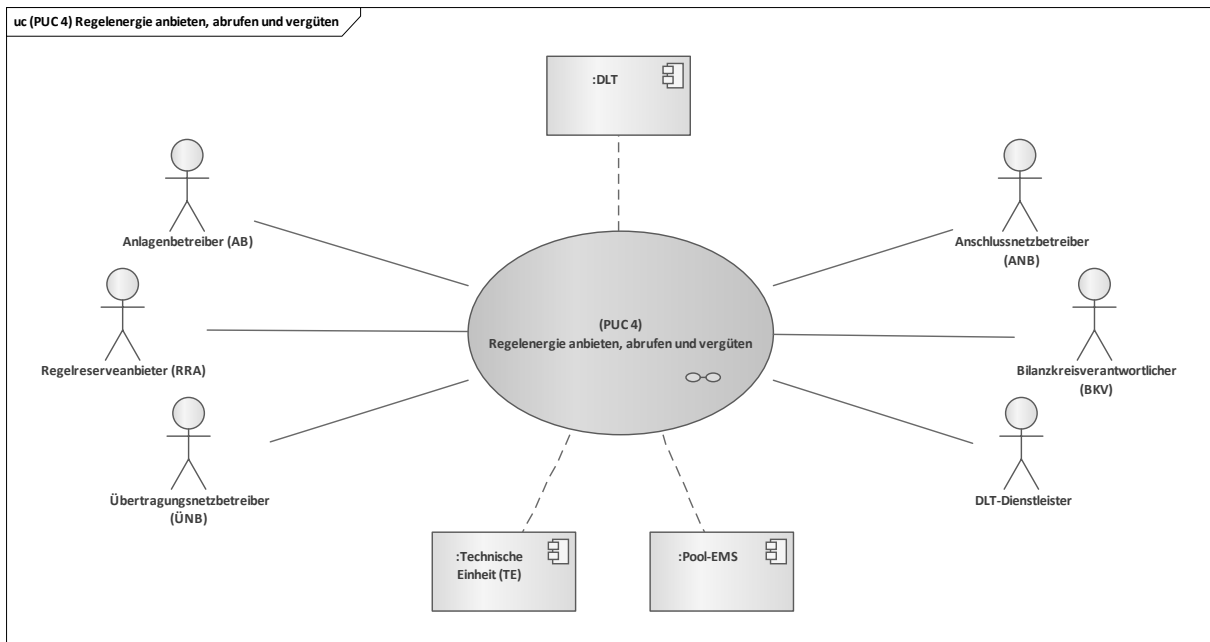 uc (PUC 4) Regelenergie anbieten, abrufen und vergüten
:DLT
Anlagenbetreiber (AB)
Anschlussnetzbetreiber
(ANB)
(PUC 4)
Regelenergie anbieten, abrufen und vergüten
Regelreserveanbieter (RRA)
Bilanzkreisverantwortlicher
(BKV)
Übertragungsnetzbetreiber
(ÜNB)
DLT-Dienstleister
:Technische
Einheit (TE)
:Pool-EMS